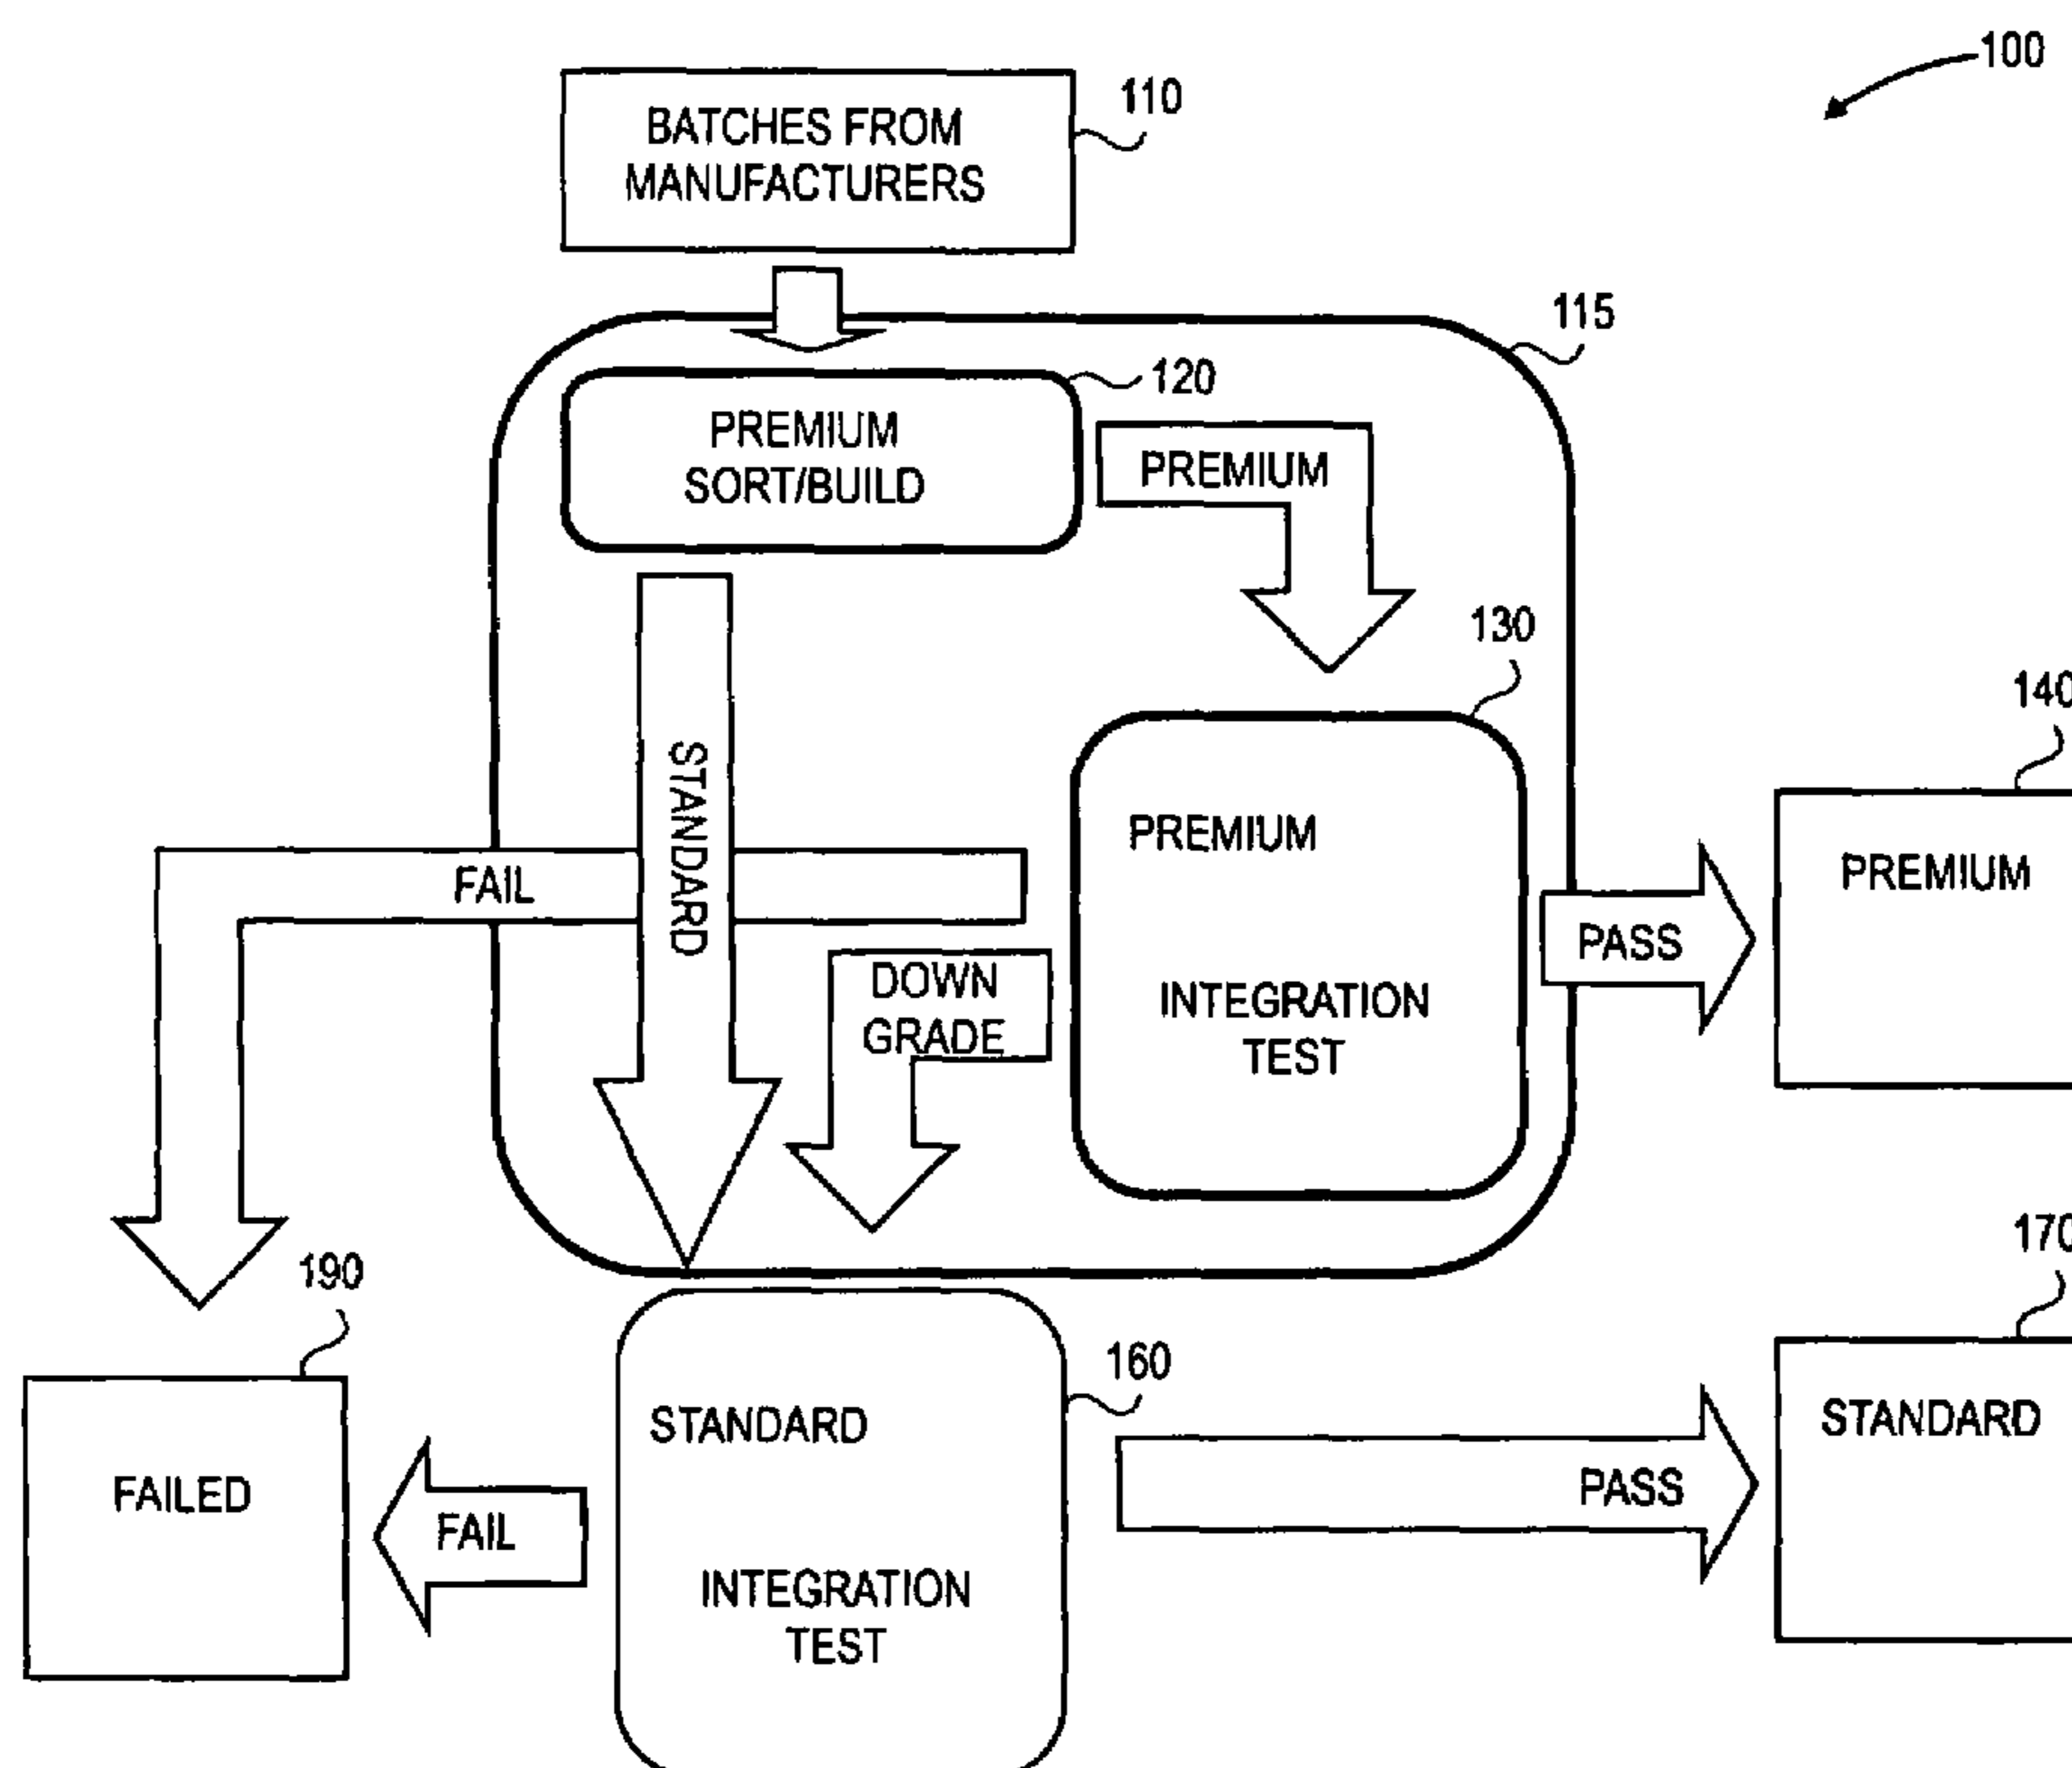 100
110
BATCHES FROM
MANUFACTURERS
115
120
PREMIUM
SORT/BUILD
PREMIUM
130
140
STANDARD
PREMIUM
PREMIUM
FAIL
PASS
DOWN
GRADE
INTEGRATION
TEST
170
190
160
STANDARD
STANDARD
FAILED
FAIL
PASS
INTEGRATION
TEST